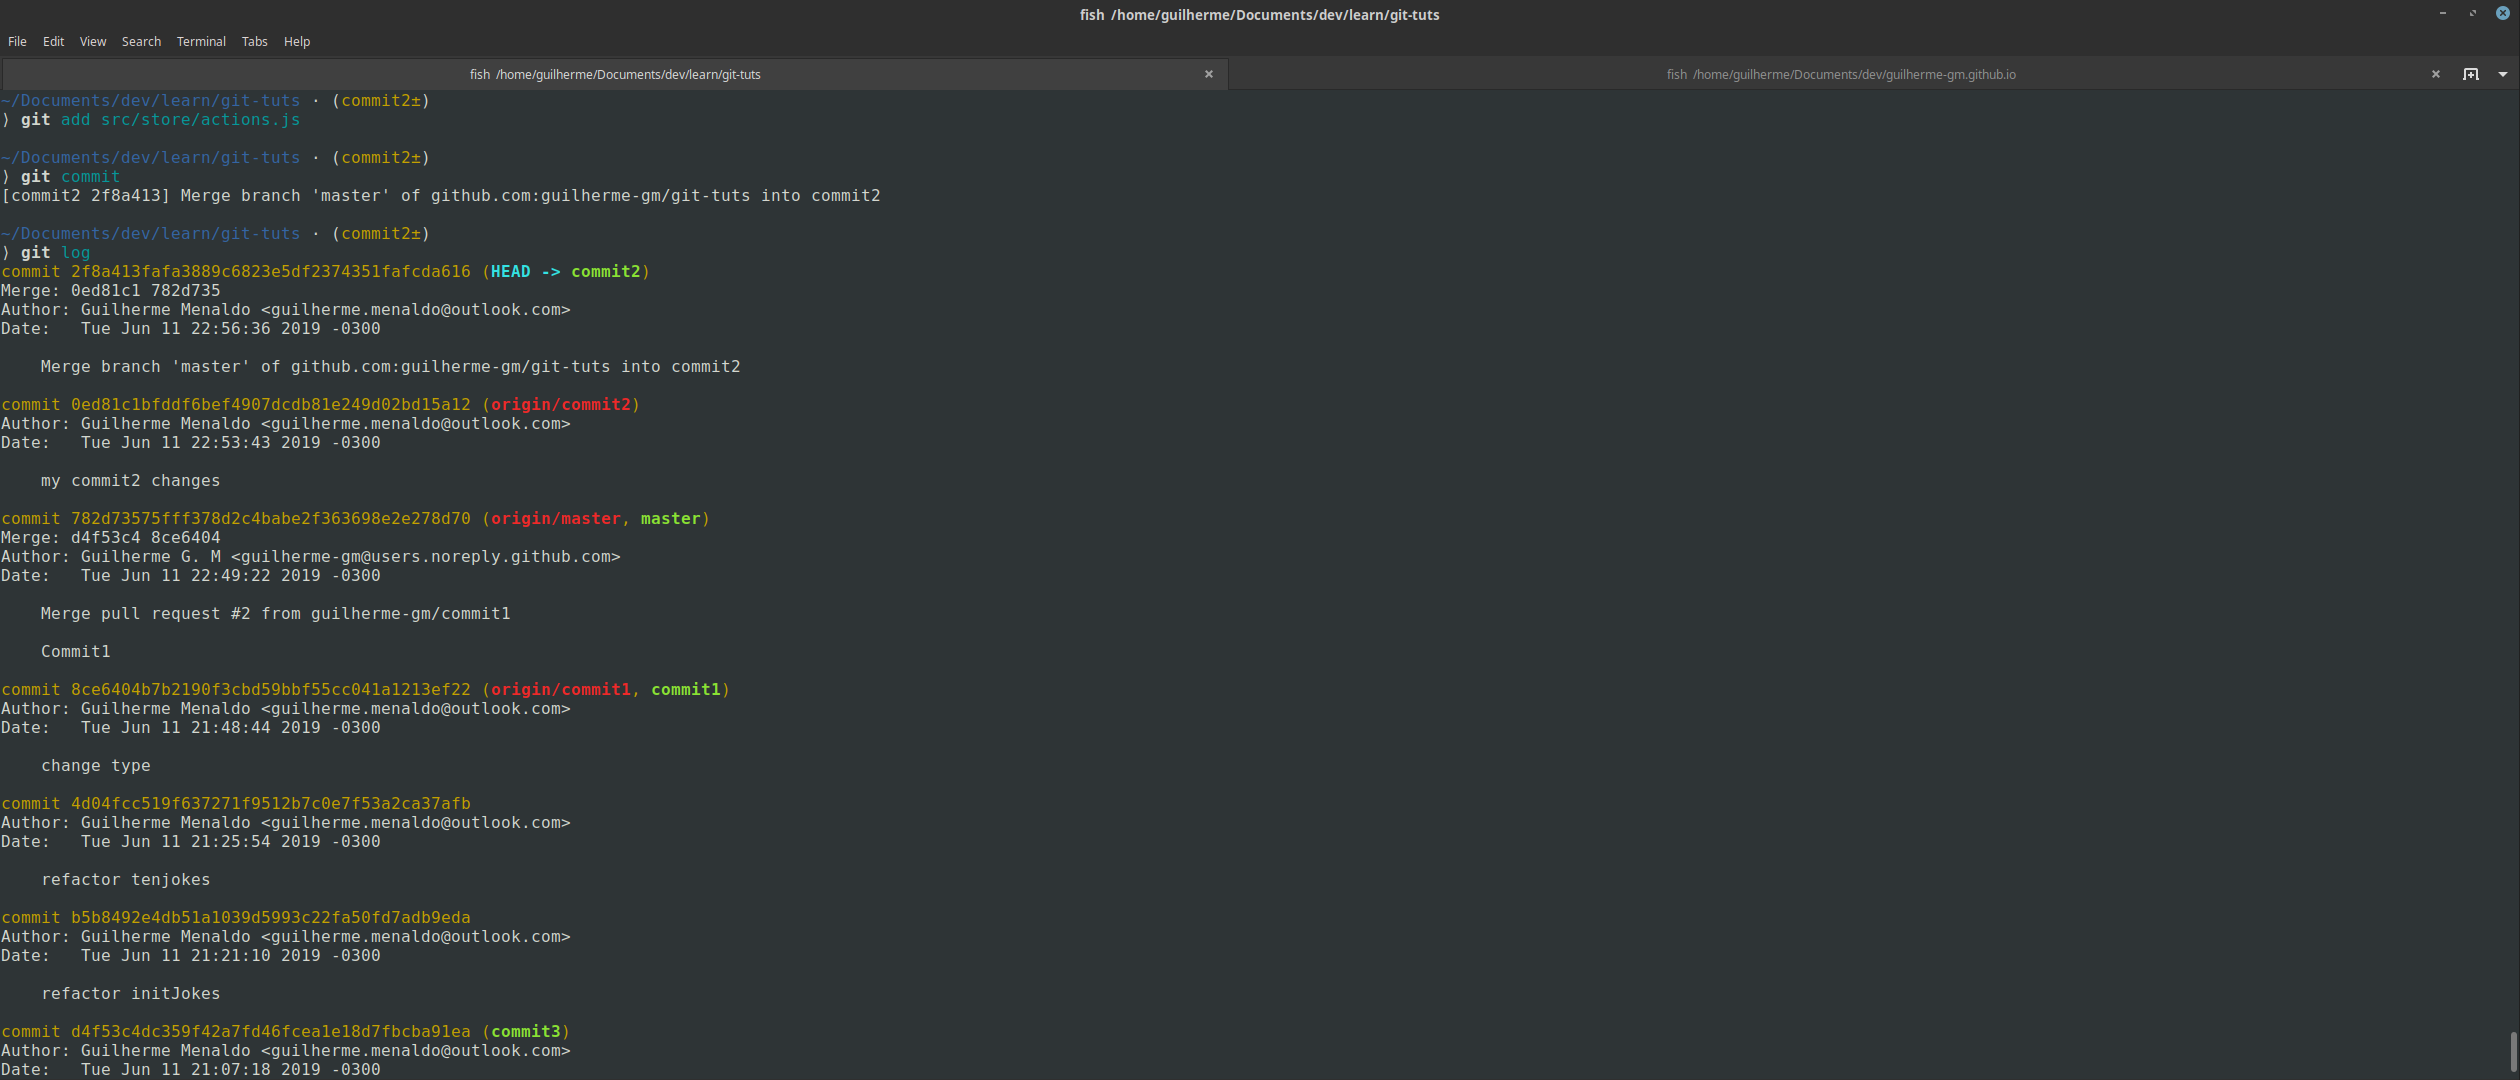 fish /home/guilherme/Documents/dev/learn/git-tuts
File Edit View Search Terminal Tabs Help
fish /home/guilherme/Documents/dev/learn/git-tuts
fish /home/guilherme/Documents/dev/guilherme-gm.github.io
~/Documents/dev/learn/git-tuts · (commit2±)
⟩ git add src/store/actions.js
~/Documents/dev/learn/git-tuts · (commit2±)
⟩ git commit
[commit2 2f8a413] Merge branch 'master' of github.com:guilherme-gm/git-tuts into commit2
~/Documents/dev/learn/git-tuts · (commit2±)
⟩ git log
commit 2f8a413fafa3889c6823e5df2374351fafcda616 (HEAD -> commit2)
Merge: 0ed81c1 782d735
Author: Guilherme Menaldo <guilherme.menaldo@outlook.com>
Date:   Tue Jun 11 22:56:36 2019 -0300
Merge branch 'master' of github.com:guilherme-gm/git-tuts into commit2
commit 0ed81c1bfddf6bef4907dcdb81e249d02bd15a12 (origin/commit2)
Author: Guilherme Menaldo <guilherme.menaldo@outlook.com>
Date:   Tue Jun 11 22:53:43 2019 -0300
my commit2 changes
commit 782d73575fff378d2c4babe2f363698e2e278d70 (origin/master, master)
Merge: d4f53c4 8ce6404
Author: Guilherme G. M <guilherme-gm@users.noreply.github.com>
Date:   Tue Jun 11 22:49:22 2019 -0300
Merge pull request #2 from guilherme-gm/commit1
Commit1
commit 8ce6404b7b2190f3cbd59bbf55cc041a1213ef22 (origin/commit1, commit1)
Author: Guilherme Menaldo <guilherme.menaldo@outlook.com>
Date:   Tue Jun 11 21:48:44 2019 -0300
change type
commit 4d04fcc519f637271f9512b7c0e7f53a2ca37afb
Author: Guilherme Menaldo <guilherme.menaldo@outlook.com>
Date:   Tue Jun 11 21:25:54 2019 -0300
refactor tenjokes
commit b5b8492e4db51a1039d5993c22fa50fd7adb9eda
Author: Guilherme Menaldo <guilherme.menaldo@outlook.com>
Date:   Tue Jun 11 21:21:10 2019 -0300
refactor initJokes
commit d4f53c4dc359f42a7fd46fcea1e18d7fbcba91ea (commit3)
Author: Guilherme Menaldo <guilherme.menaldo@outlook.com>
Date:   Tue Jun 11 21:07:18 2019 -0300